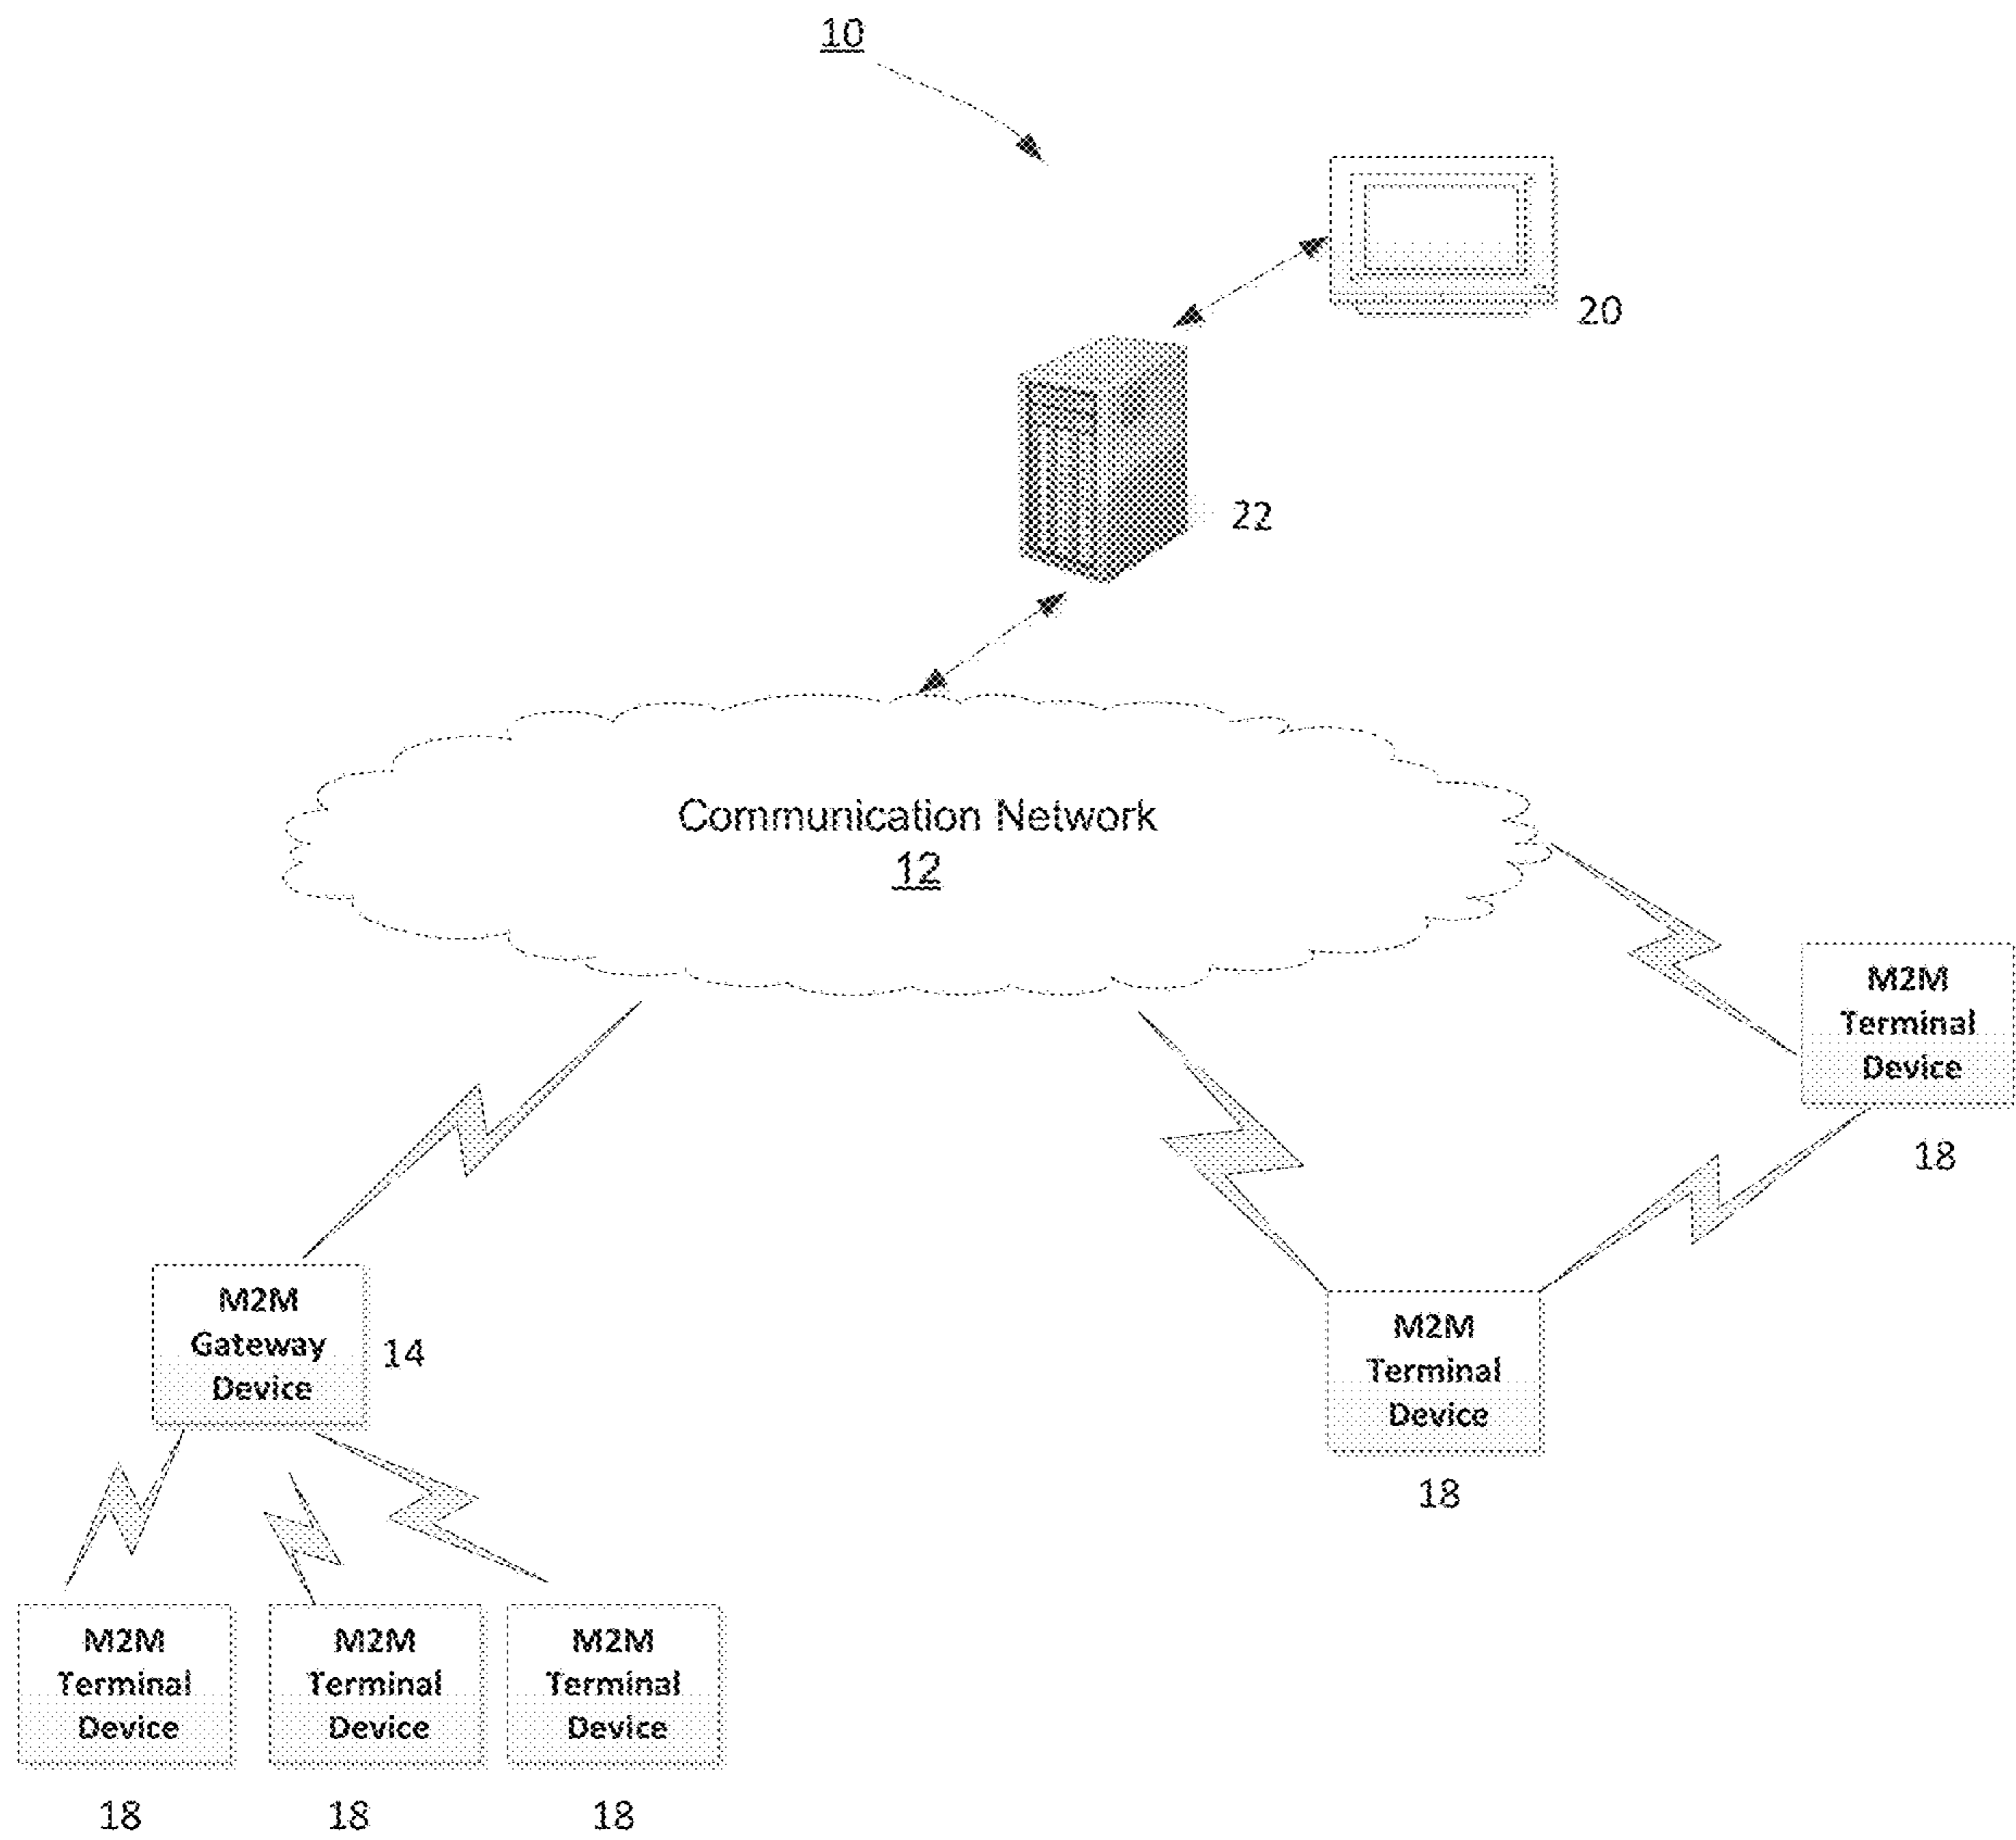 10
20
22
Communication Network
12
M2M
Terminal
Device
18
M2M
Gateway
Device
14
M2M
Terminal
Device
18
M2M
Terminal
Device
18
M2M
Terminal
Device
18
M2M
Terminal
Device
18